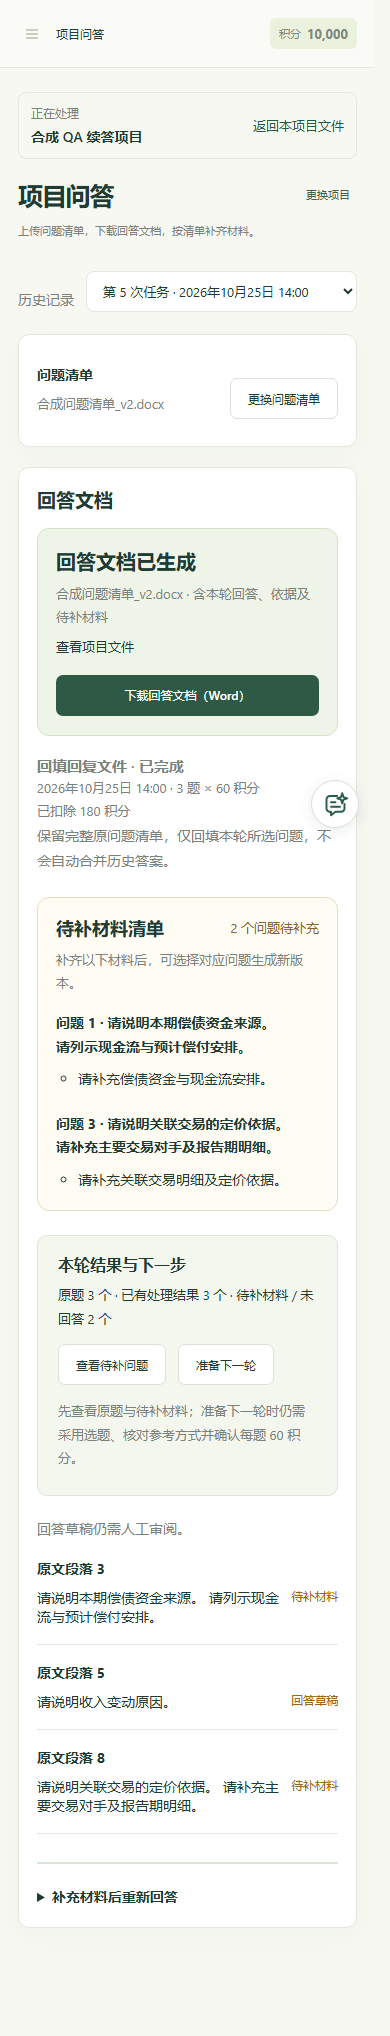 项目问答
积分 10,000
正在处理
合成 QA 续答项目
返回本项目文件
项目问答
更换项目
上传问题清单，下载回答文档，按清单补齐材料。
历史记录
第 5 次任务 · 2026年10月25日 14:00
问题清单
合成问题清单_v2.docx
更换问题清单
回答文档
回答文档已生成
合成问题清单_v2.docx · 含本轮回答、依据及
待补材料
查看项目文件
下载回答文档（Word）
回填回复文件 · 已完成
2026年10月25日 14:00 · 3 题 × 60 积分
已扣除 180 积分
保留完整原问题清单，仅回填本轮所选问题，不
会自动合并历史答案。
待补材料清单
2 个问题待补充
补齐以下材料后，可选择对应问题生成新版
本。
问题 1 · 请说明本期偿债资金来源。
请列示现金流与预计偿付安排。
请补充偿债资金与现金流安排。
问题 3 · 请说明关联交易的定价依据。
请补充主要交易对手及报告期明细。
请补充关联交易明细及定价依据。
本轮结果与下一步
原题 3 个 · 已有处理结果 3 个 · 待补材料 / 未
回答 2 个
查看待补问题
准备下一轮
先查看原题与待补材料；准备下一轮时仍需
采用选题、核对参考方式并确认每题 60 积
分。
回答草稿仍需人工审阅。
原文段落 3
请说明本期偿债资金来源。 请列示现金
流与预计偿付安排。
待补材料
原文段落 5
请说明收入变动原因。
回答草稿
原文段落 8
请说明关联交易的定价依据。 请补充主
要交易对手及报告期明细。
待补材料
补充材料后重新回答